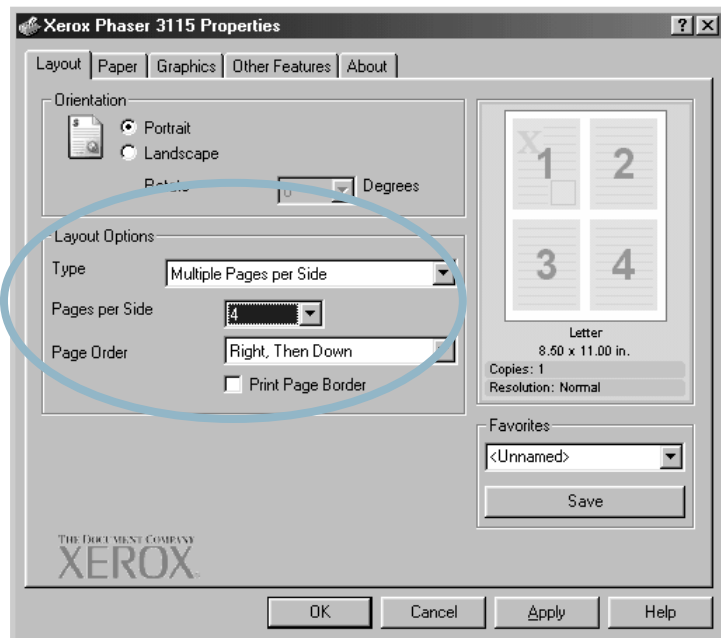 Xerox Phaser 3115 Properties
Layout Paper Graphics Other Features About
Orientation
Portrait
Landscape
Rotate 0 Degrees
Layout Options
Type Multiple Pages per Side
Pages per Side 4
Page Order Right, Then Down
Print Page Border
X
1 2
3 4
Letter
8.50 x 11.00 in.
Copies: 1
Resolution: Normal
Favorites
<Unnamed>
Save
THE DOCUMENT COMPANY
XEROX
OK Cancel Apply Help